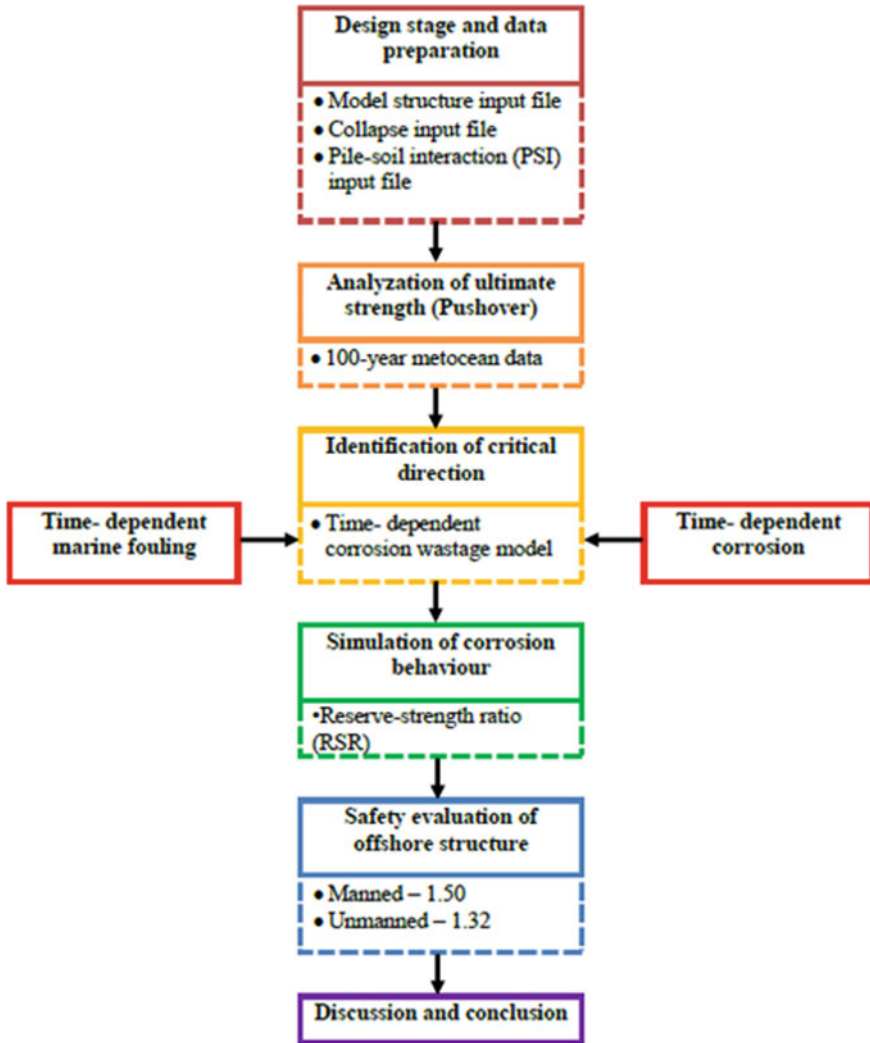 Design stage and data
preparation
• Model structure input file
• Collapse input file
• Pile-soil interaction (PSI)
input file
Analyzation of ultimate
strength (Pushover)
• 100-year metocean data
Identification of critical
direction
• Time- dependent
corrosion wastage model
Time- dependent
marine fouling
Time- dependent
corrosion
Simulation of corrosion
behaviour
•Reserve-strength ratio
(RSR)
Safety evaluation of
offshore structure
• Manned – 1.50
• Unmanned – 1.32
Discussion and conclusion